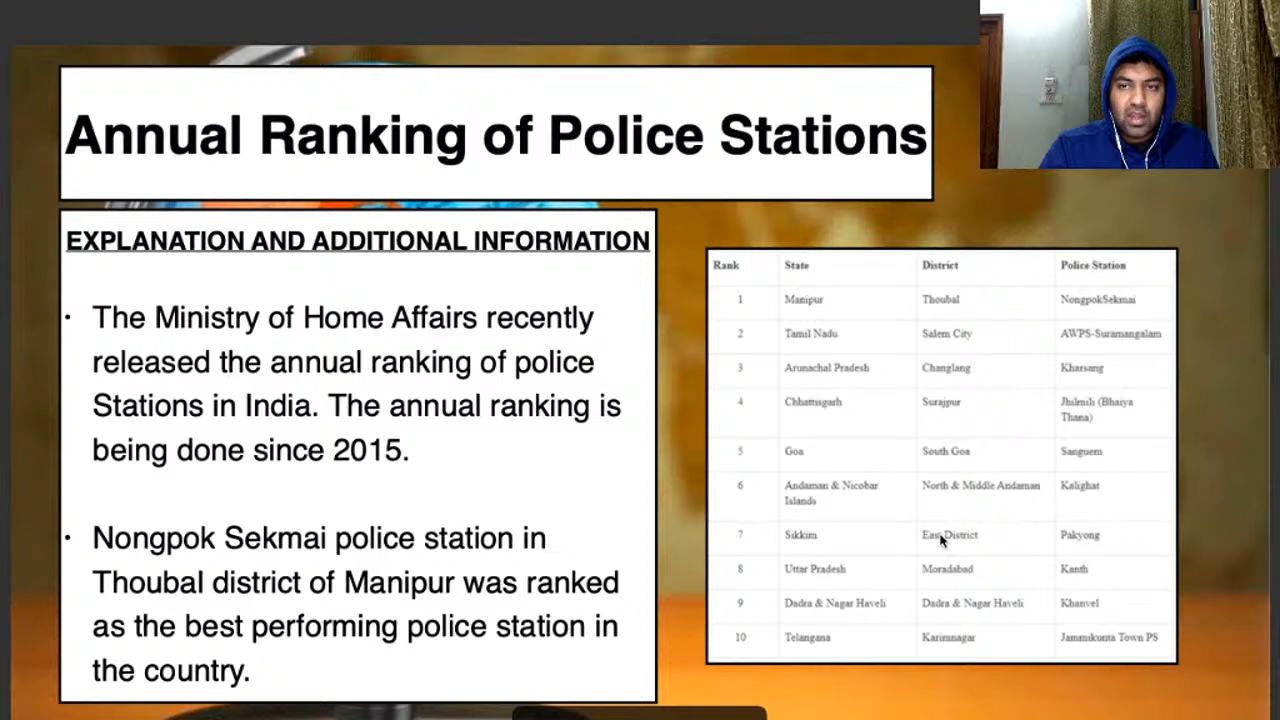 Annual Ranking of Police Stations
EXPLANATION AND ADDITIONAL INFORMATION
· The Ministry of Home Affairs recently
released the annual ranking of police
Stations in India. The annual ranking is
being done since 2015.
· Nongpok Sekmai police station in
Thoubal district of Manipur was ranked
as the best performing police station in
the country.
Rank State District Police Station
1 Manipur Thoubal NongpokSekmai
2 Tamil Nadu Salem City AWPS-Suramangalam
3 Arunachal Pradesh Changlang Kharsang
4 Chhattisgarh Surajpur Jhilmili (Bhaiya
Thana)
5 Goa South Goa Sanguem
6 Andaman & Nicobar North & Middle Andaman Kalighat
Islands
7 Sikkim East District Pakyong
8 Uttar Pradesh Moradabad Kanth
9 Dadra & Nagar Haveli Dadra & Nagar Haveli Khanvel
10 Telangana Karimnagar Jammikunta Town PS